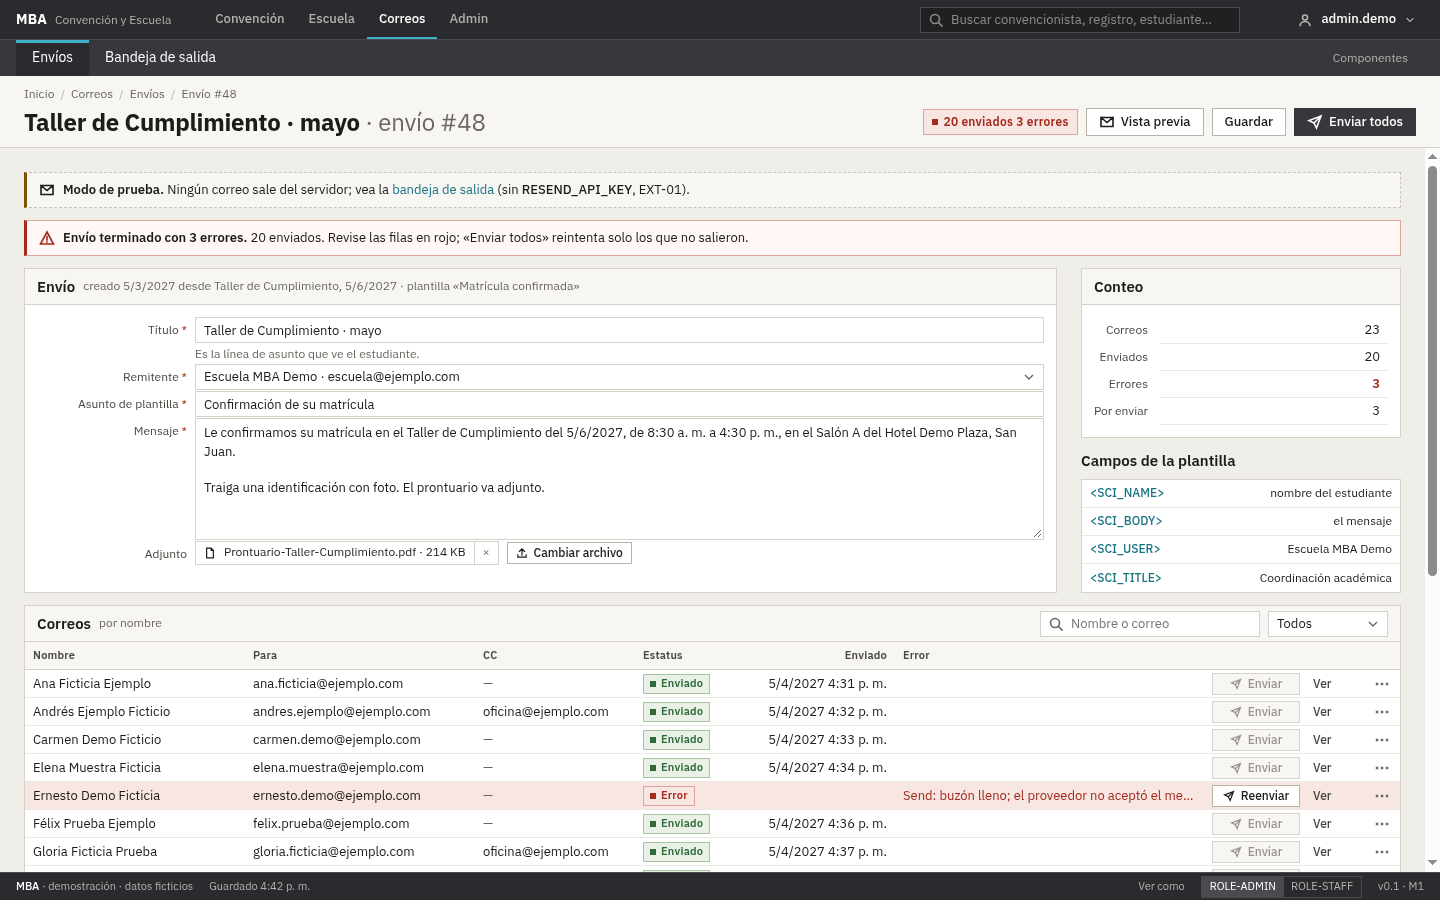 MBA Convención y Escuela Convención Escuela Correos Admin Buscar convencionista, registro, estudiante... admin.demo
Envíos Bandeja de salida Componentes
Inicio / Correos / Envíos / Envío #48
Taller de Cumplimiento · mayo · envío #48 20 enviados 3 errores Vista previa Guardar Enviar todos
Modo de prueba. Ningún correo sale del servidor; vea la bandeja de salida (sin RESEND_API_KEY, EXT-01).
Envío terminado con 3 errores. 20 enviados. Revise las filas en rojo; «Enviar todos» reintenta solo los que no salieron.
Envío creado 5/3/2027 desde Taller de Cumplimiento, 5/6/2027 · plantilla «Matrícula confirmada»
Título * Taller de Cumplimiento · mayo
Es la línea de asunto que ve el estudiante.
Remitente * Escuela MBA Demo · escuela@ejemplo.com
Asunto de plantilla * Confirmación de su matrícula
Mensaje * Le confirmamos su matrícula en el Taller de Cumplimiento del 5/6/2027, de 8:30 a. m. a 4:30 p. m., en el Salón A del Hotel Demo Plaza, San
Juan.
Traiga una identificación con foto. El prontuario va adjunto.
Adjunto Prontuario-Taller-Cumplimiento.pdf · 214 KB × Cambiar archivo
Conteo
Correos 23
Enviados 20
Errores 3
Por enviar 3
Campos de la plantilla
<SCI_NAME> nombre del estudiante
<SCI_BODY> el mensaje
<SCI_USER> Escuela MBA Demo
<SCI_TITLE> Coordinación académica
Correos por nombre Nombre o correo Todos
Nombre Para CC Estatus Enviado Error
Ana Ficticia Ejemplo ana.ficticia@ejemplo.com — Enviado 5/4/2027 4:31 p. m. Enviar Ver ···
Andrés Ejemplo Ficticio andres.ejemplo@ejemplo.com oficina@ejemplo.com Enviado 5/4/2027 4:32 p. m. Enviar Ver ···
Carmen Demo Ficticio carmen.demo@ejemplo.com — Enviado 5/4/2027 4:33 p. m. Enviar Ver ···
Elena Muestra Ficticia elena.muestra@ejemplo.com — Enviado 5/4/2027 4:34 p. m. Enviar Ver ···
Ernesto Demo Ficticia ernesto.demo@ejemplo.com — Error Send: buzón lleno; el proveedor no aceptó el me... Reenviar Ver ···
Félix Prueba Ejemplo felix.prueba@ejemplo.com — Enviado 5/4/2027 4:36 p. m. Enviar Ver ···
Gloria Ficticia Prueba gloria.ficticia@ejemplo.com oficina@ejemplo.com Enviado 5/4/2027 4:37 p. m. Enviar Ver ···
MBA · demostración · datos ficticios Guardado 4:42 p. m. Ver como ROLE-ADMIN ROLE-STAFF v0.1 · M1